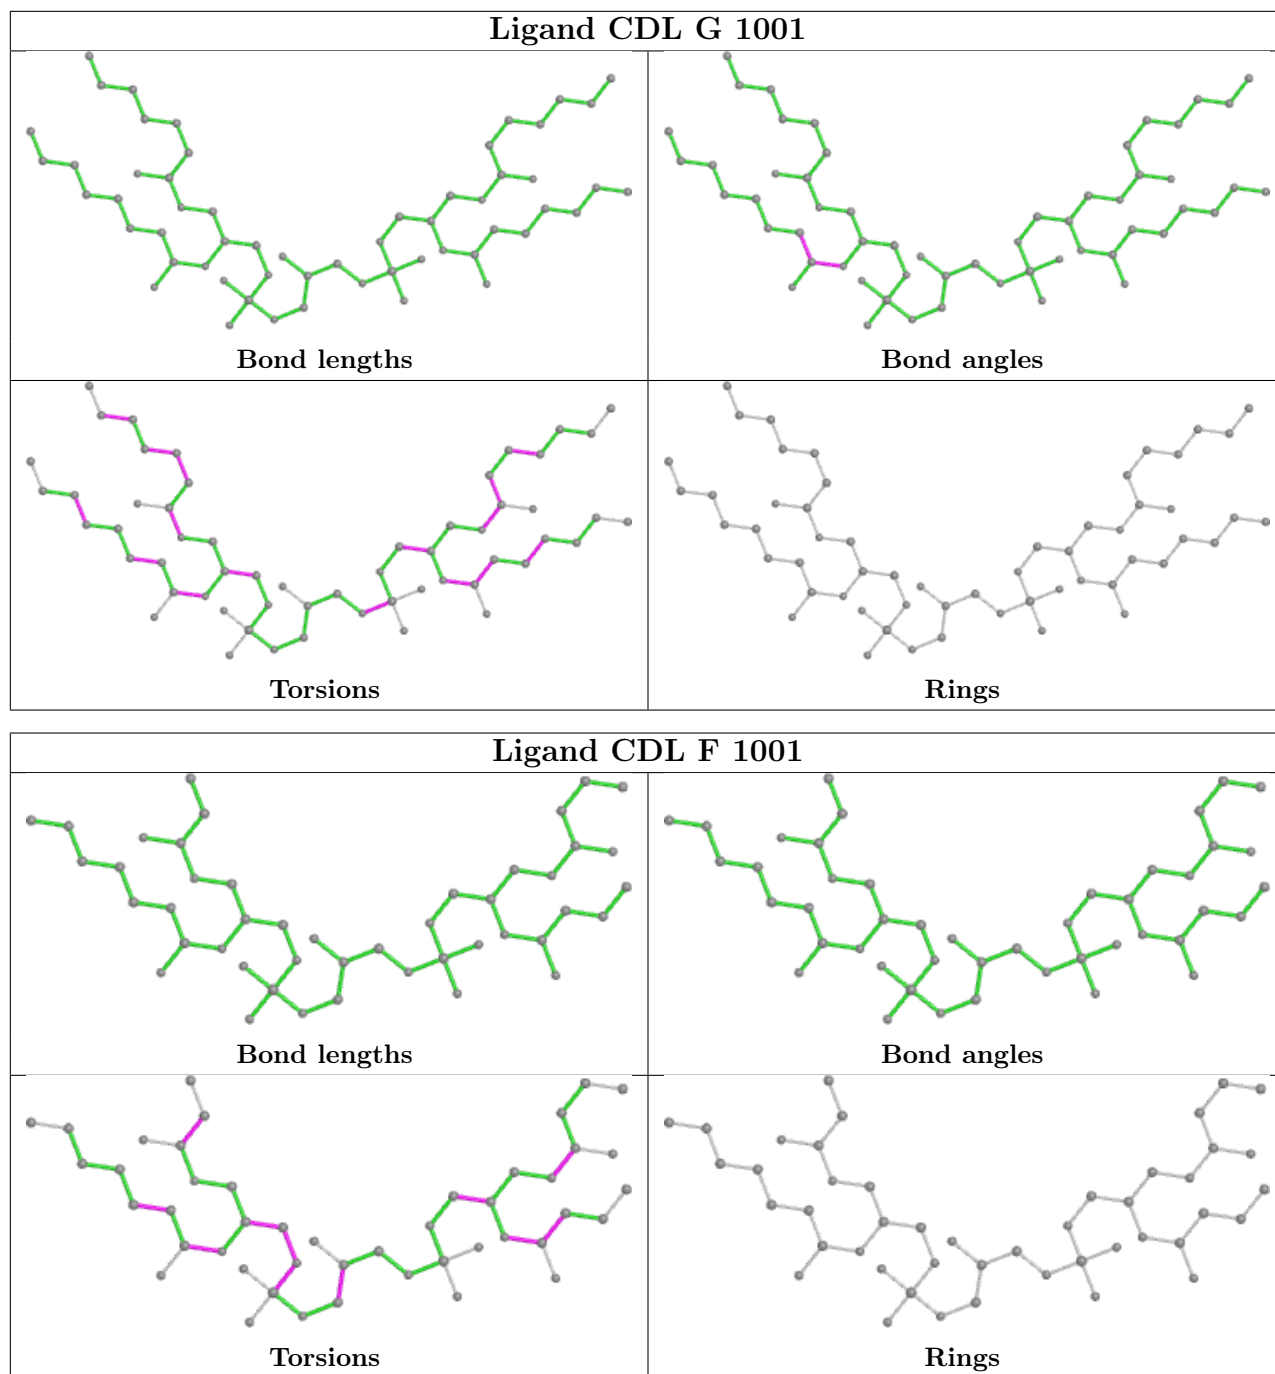 Ligand CDL G 1001
Bond lengths
Bond angles
Torsions
Rings
Ligand CDL F 1001
Bond lengths
Bond angles
Torsions
Rings